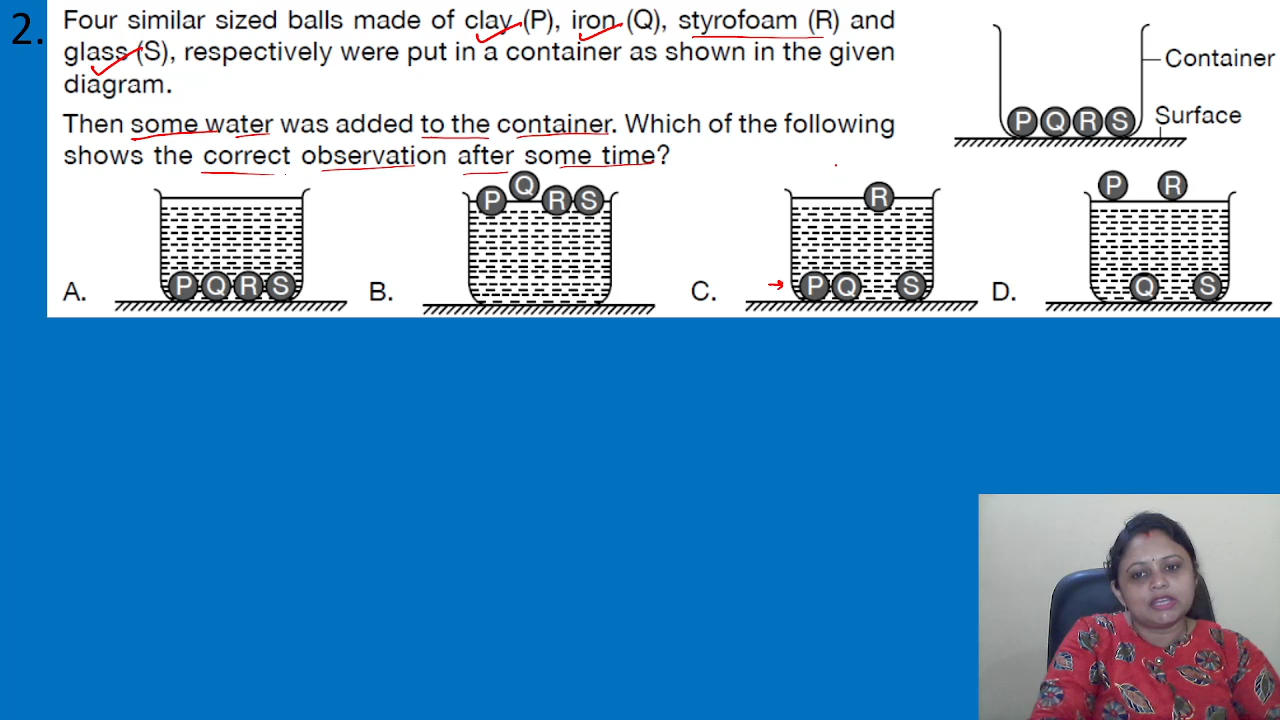 2.
Four similar sized balls made of clay (P), iron (Q), styrofoam (R) and
glass (S), respectively were put in a container as shown in the given
diagram.
Then some water was added to the container. Which of the following
shows the correct observation after some time?
Container
Surface
P Q R S
A.
P Q R S
B.
P Q R S
C.
R
P Q S
D.
P R
Q S